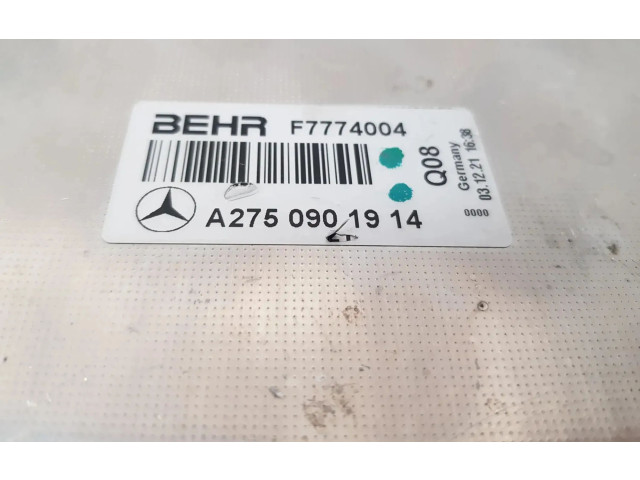 BEHR F7774004
A275 090 19 14
Q08
Germany
03.12.21 16:38
0000